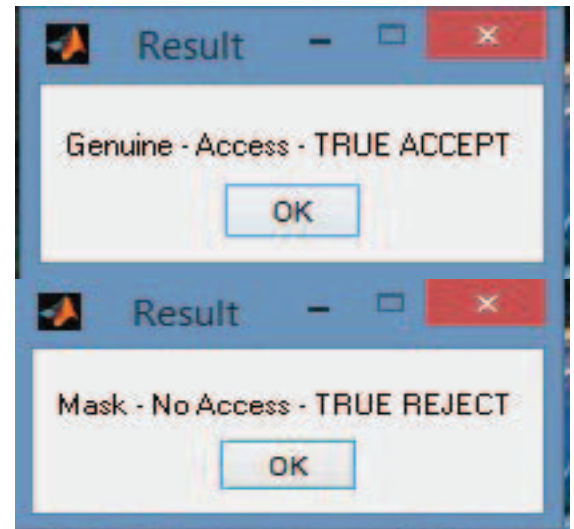 Result
Genuine - Access - TRUE ACCEPT
OK
Result
Mask - No Access - TRUE REJECT
OK